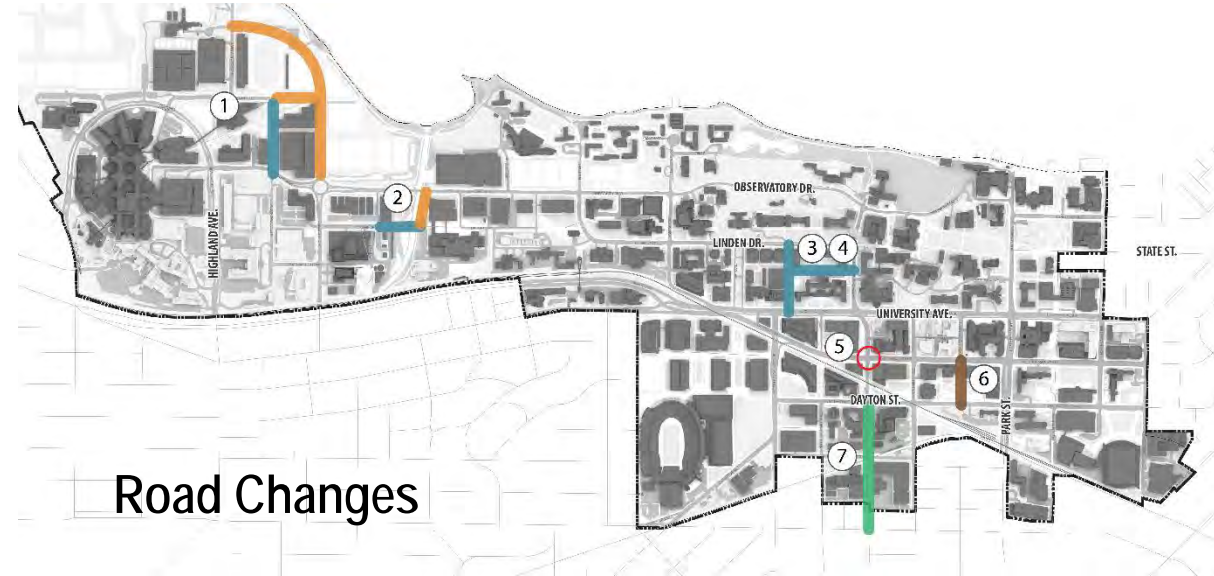 1
2
OBSERVATORY DR.
HIGHLAND AVE.
LINDEN DR.
3
4
STATE ST.
UNIVERSITY AVE.
5
6
DAYTON ST.
PARK ST.
7
Road Changes